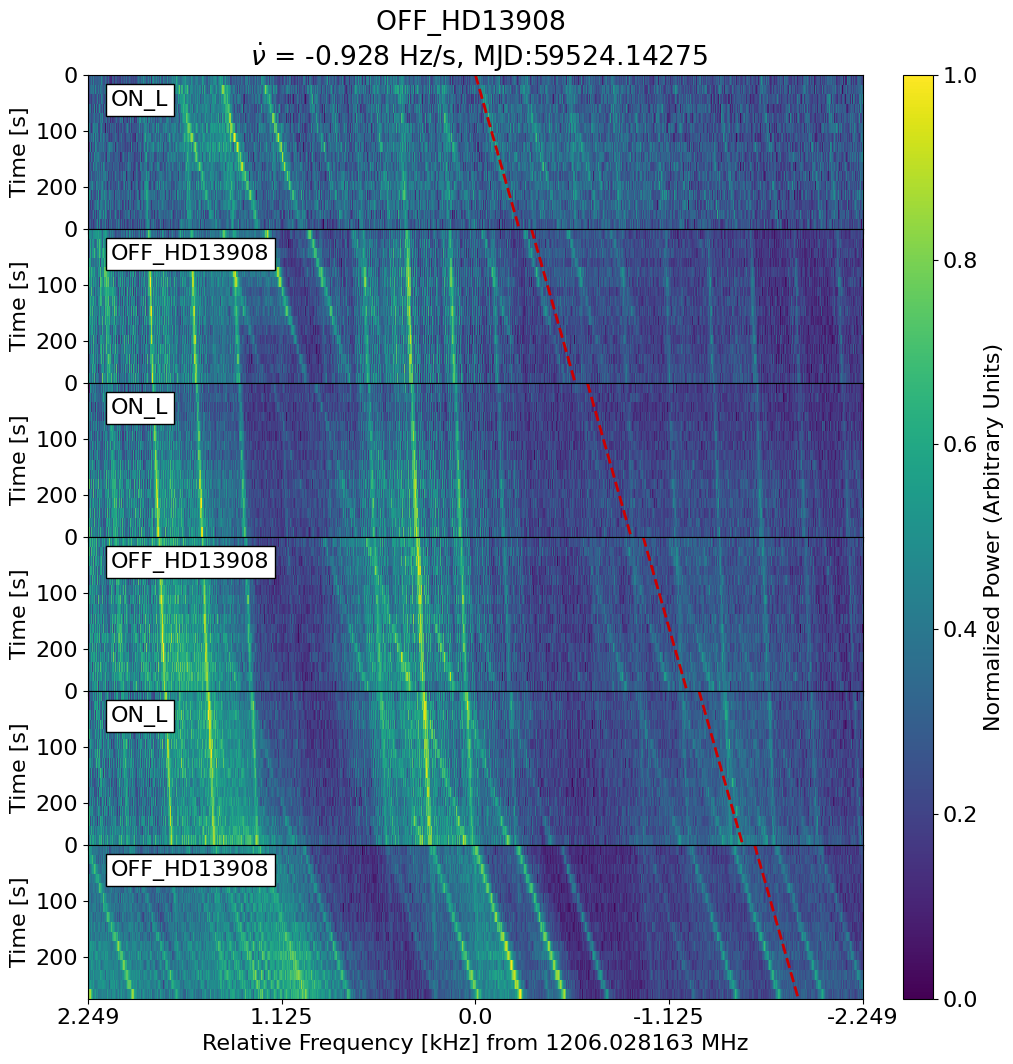 OFF_HD13908
ν̇ = -0.928 Hz/s, MJD:59524.14275
0
100
200
Time [s]
ON_L
0
100
200
Time [s]
OFF_HD13908
0
100
200
Time [s]
ON_L
0
100
200
Time [s]
OFF_HD13908
0
100
200
Time [s]
ON_L
0
100
200
Time [s]
OFF_HD13908
2.249 1.125 0.0 -1.125 -2.249
Relative Frequency [kHz] from 1206.028163 MHz
1.0
0.8
0.6
0.4
0.2
0.0
Normalized Power (Arbitrary Units)